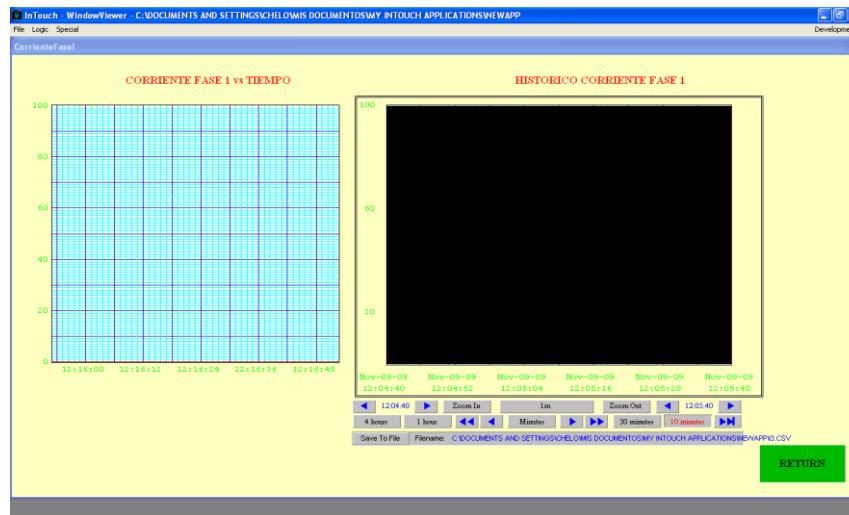 InTouch - WindowViewer - C:\DOCUMENTS AND SETTINGS\CHELO\MIS DOCUMENTOS\MY INTOUCH APPLICATIONS\NEWAPP
File Logic Special
Developme
CorrienteFase1
CORRIENTE FASE 1 vs TIEMPO
100
80
60
40
20
0
12:16:00 12:16:12 12:16:24 12:16:36 12:16:48
HISTORICO CORRIENTE FASE 1
100
60
20
Nov-09-09 Nov-09-09 Nov-09-09 Nov-09-09 Nov-09-09 Nov-09-09
12:04:40 12:04:52 12:05:04 12:05:16 12:05:28 12:05:40
12:04:40 Zoom In 1m Zoom Out 12:05:40
4 hours 1 hour Minutes 30 minutes 10 minutes
Save To File Filename: C:\DOCUMENTS AND SETTINGS\CHELO\MIS DOCUMENTOS\MY INTOUCH APPLICATIONS\NEWAPP\3.CSV
RETURN